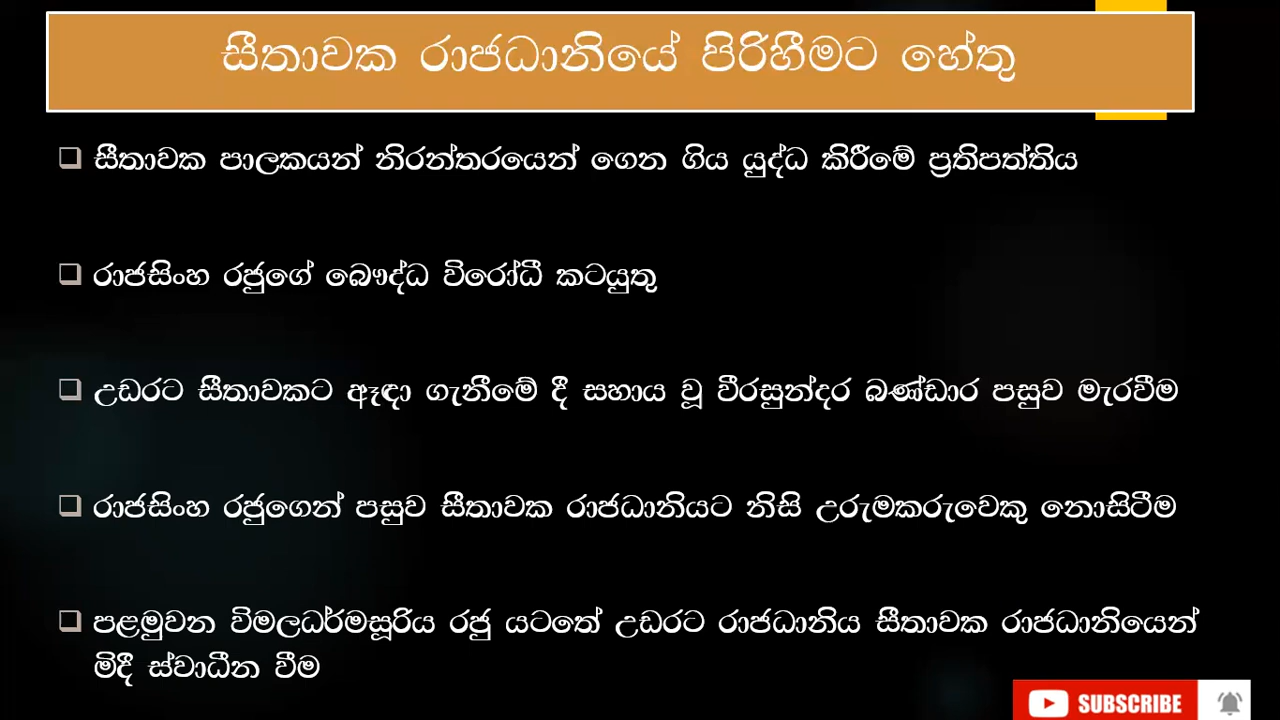 සීතාවක රාජධානියේ පිරිහීමට හේතු
සීතාවක පාලකයන් නිරන්තරයෙන් ගෙන ගිය යුද්ධ කිරීමේ ප්‍රතිපත්තිය
රාජසිංහ රජුගේ බෞද්ධ විරෝධී කටයුතු
උඩරට සීතාවකට ඈඳා ගැනීමේ දී සහාය වූ වීරසුන්දර බණ්ඩාර පසුව මැරවීම
රාජසිංහ රජුගෙන් පසුව සීතාවක රාජධානියට නිසි උරුමකරුවෙකු නොසිටීම
පළමුවන විමලධර්මසූරිය රජු යටතේ උඩරට රාජධානිය සීතාවක රාජධානියෙන්
මිදී ස්වාධීන වීම
SUBSCRIBE